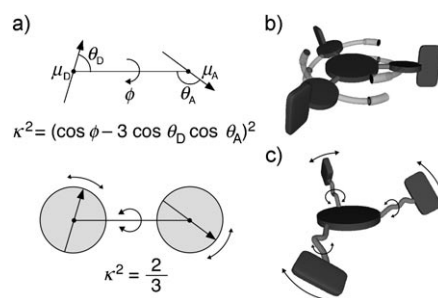 a)
θD
μD
μA
ϕ
θA
κ²= (cos ϕ – 3 cos θD cos θA)²
κ² = 2/3
b)
c)